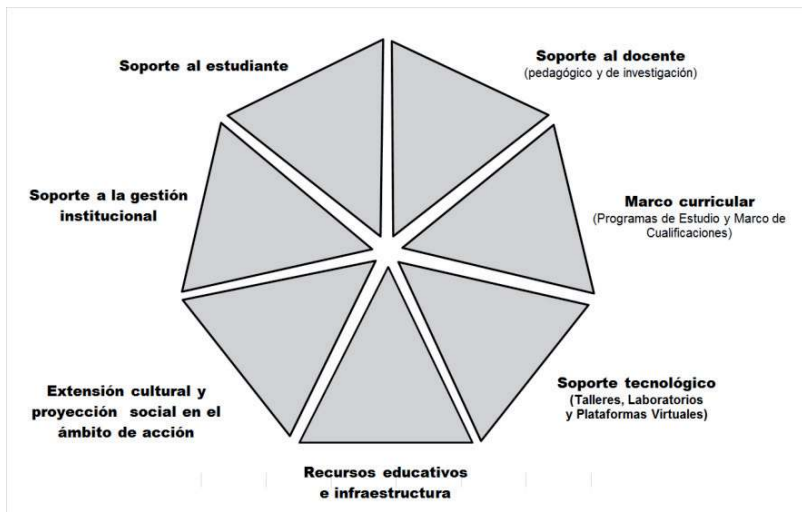 Soporte al estudiante
Soporte al docente
(pedagógico y de investigación)
Soporte a la gestión
institucional
Marco curricular
(Programas de Estudio y Marco de
Cualificaciones)
Extensión cultural y
proyección social en el
ámbito de acción
Soporte tecnológico
(Talleres, Laboratorios
y Plataformas Virtuales)
Recursos educativos
e infraestructura